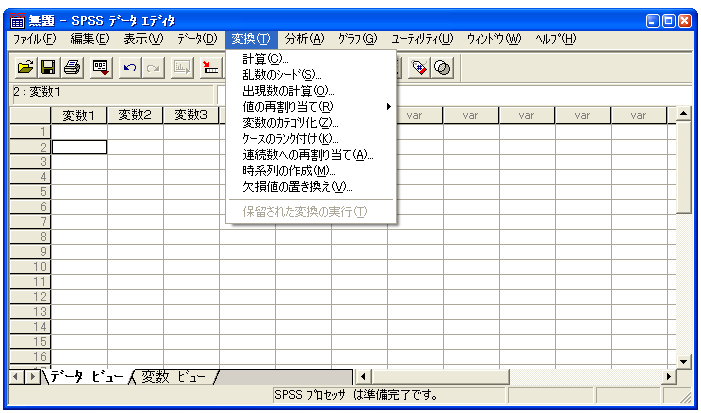 無題 - SPSS ﾃﾞｰﾀ ｴﾃﾞｨﾀ
ﾌｧｲﾙ(F) 編集(E) 表示(V) ﾃﾞｰﾀ(D) 変換(T) 分析(A) ｸﾞﾗﾌ(G) ﾕｰﾃｨﾘﾃｨ(U) ｳｨﾝﾄﾞｳ(W) ﾍﾙﾌﾟ(H)
2 : 変数1
計算(C)...
乱数のｼｰﾄﾞ(S)...
出現数の計算(O)...
値の再割り当て(R)
変数のｶﾃｺﾞﾘ化(Z)...
ｹｰｽのﾗﾝｸ付け(K)...
連続数への再割り当て(A)...
時系列の作成(M)...
欠損値の置き換え(V)...
保留された変換の実行(T)
変数1 変数2 変数3 var var var var
1
2
3
4
5
6
7
8
9
10
11
12
13
14
15
16
ﾃﾞｰﾀ ﾋﾞｭｰ 変数 ﾋﾞｭｰ
SPSS ﾌﾟﾛｾｯｻ は準備完了です。